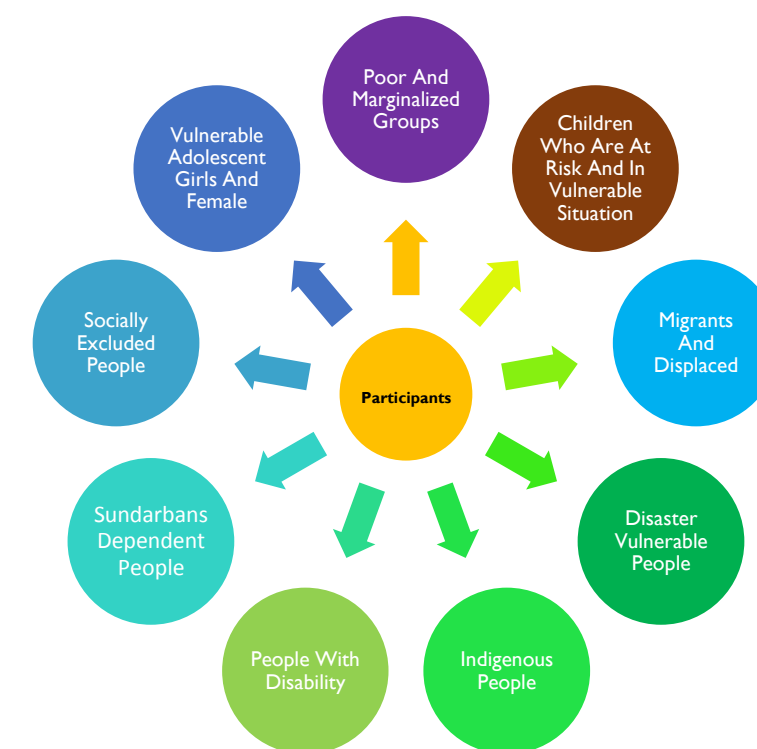 Poor And
Marginalized
Groups
Children
Who Are At
Risk And In
Vulnerable
Situation
Migrants
And
Displaced
Disaster
Vulnerable
People
Indigenous
People
People With
Disability
Sundarbans
Dependent
People
Socially
Excluded
People
Vulnerable
Adolescent
Girls And
Female
Participants